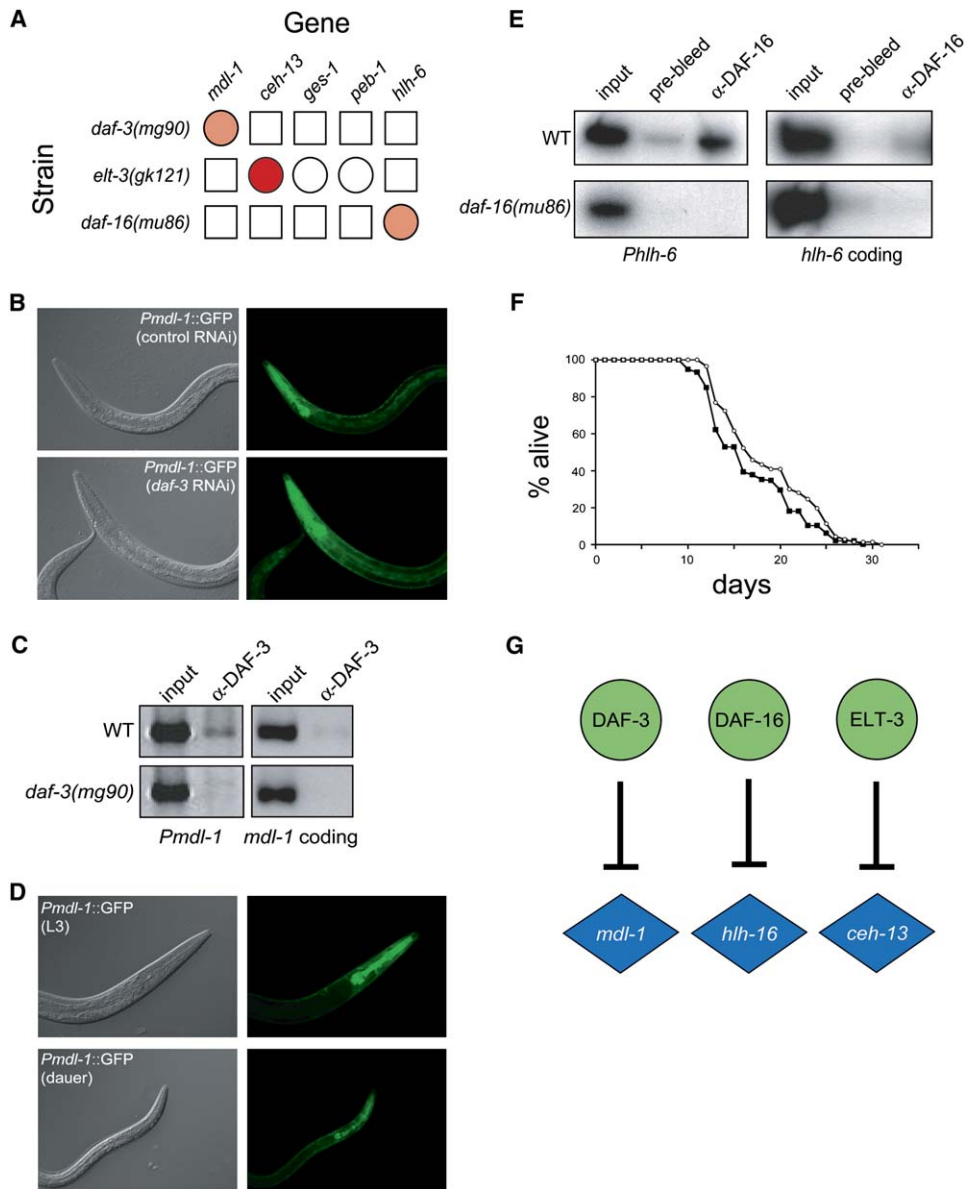 A
Gene
mdl-1
ceh-13
ges-1
peb-1
hlh-6
Strain
daf-3(mg90)
elt-3(gk121)
daf-16(mu86)
B
Pmdl-1::GFP
(control RNAi)
Pmdl-1::GFP
(daf-3 RNAi)
C
input
α-DAF-3
input
α-DAF-3
WT
daf-3(mg90)
Pmdl-1
mdl-1 coding
D
Pmdl-1::GFP
(L3)
Pmdl-1::GFP
(dauer)
E
input
pre-bleed
α-DAF-16
input
pre-bleed
α-DAF-16
WT
daf-16(mu86)
Phlh-6
hlh-6 coding
F
% alive
100
80
60
40
20
0
0
10
20
30
days
G
DAF-3
DAF-16
ELT-3
mdl-1
hlh-16
ceh-13